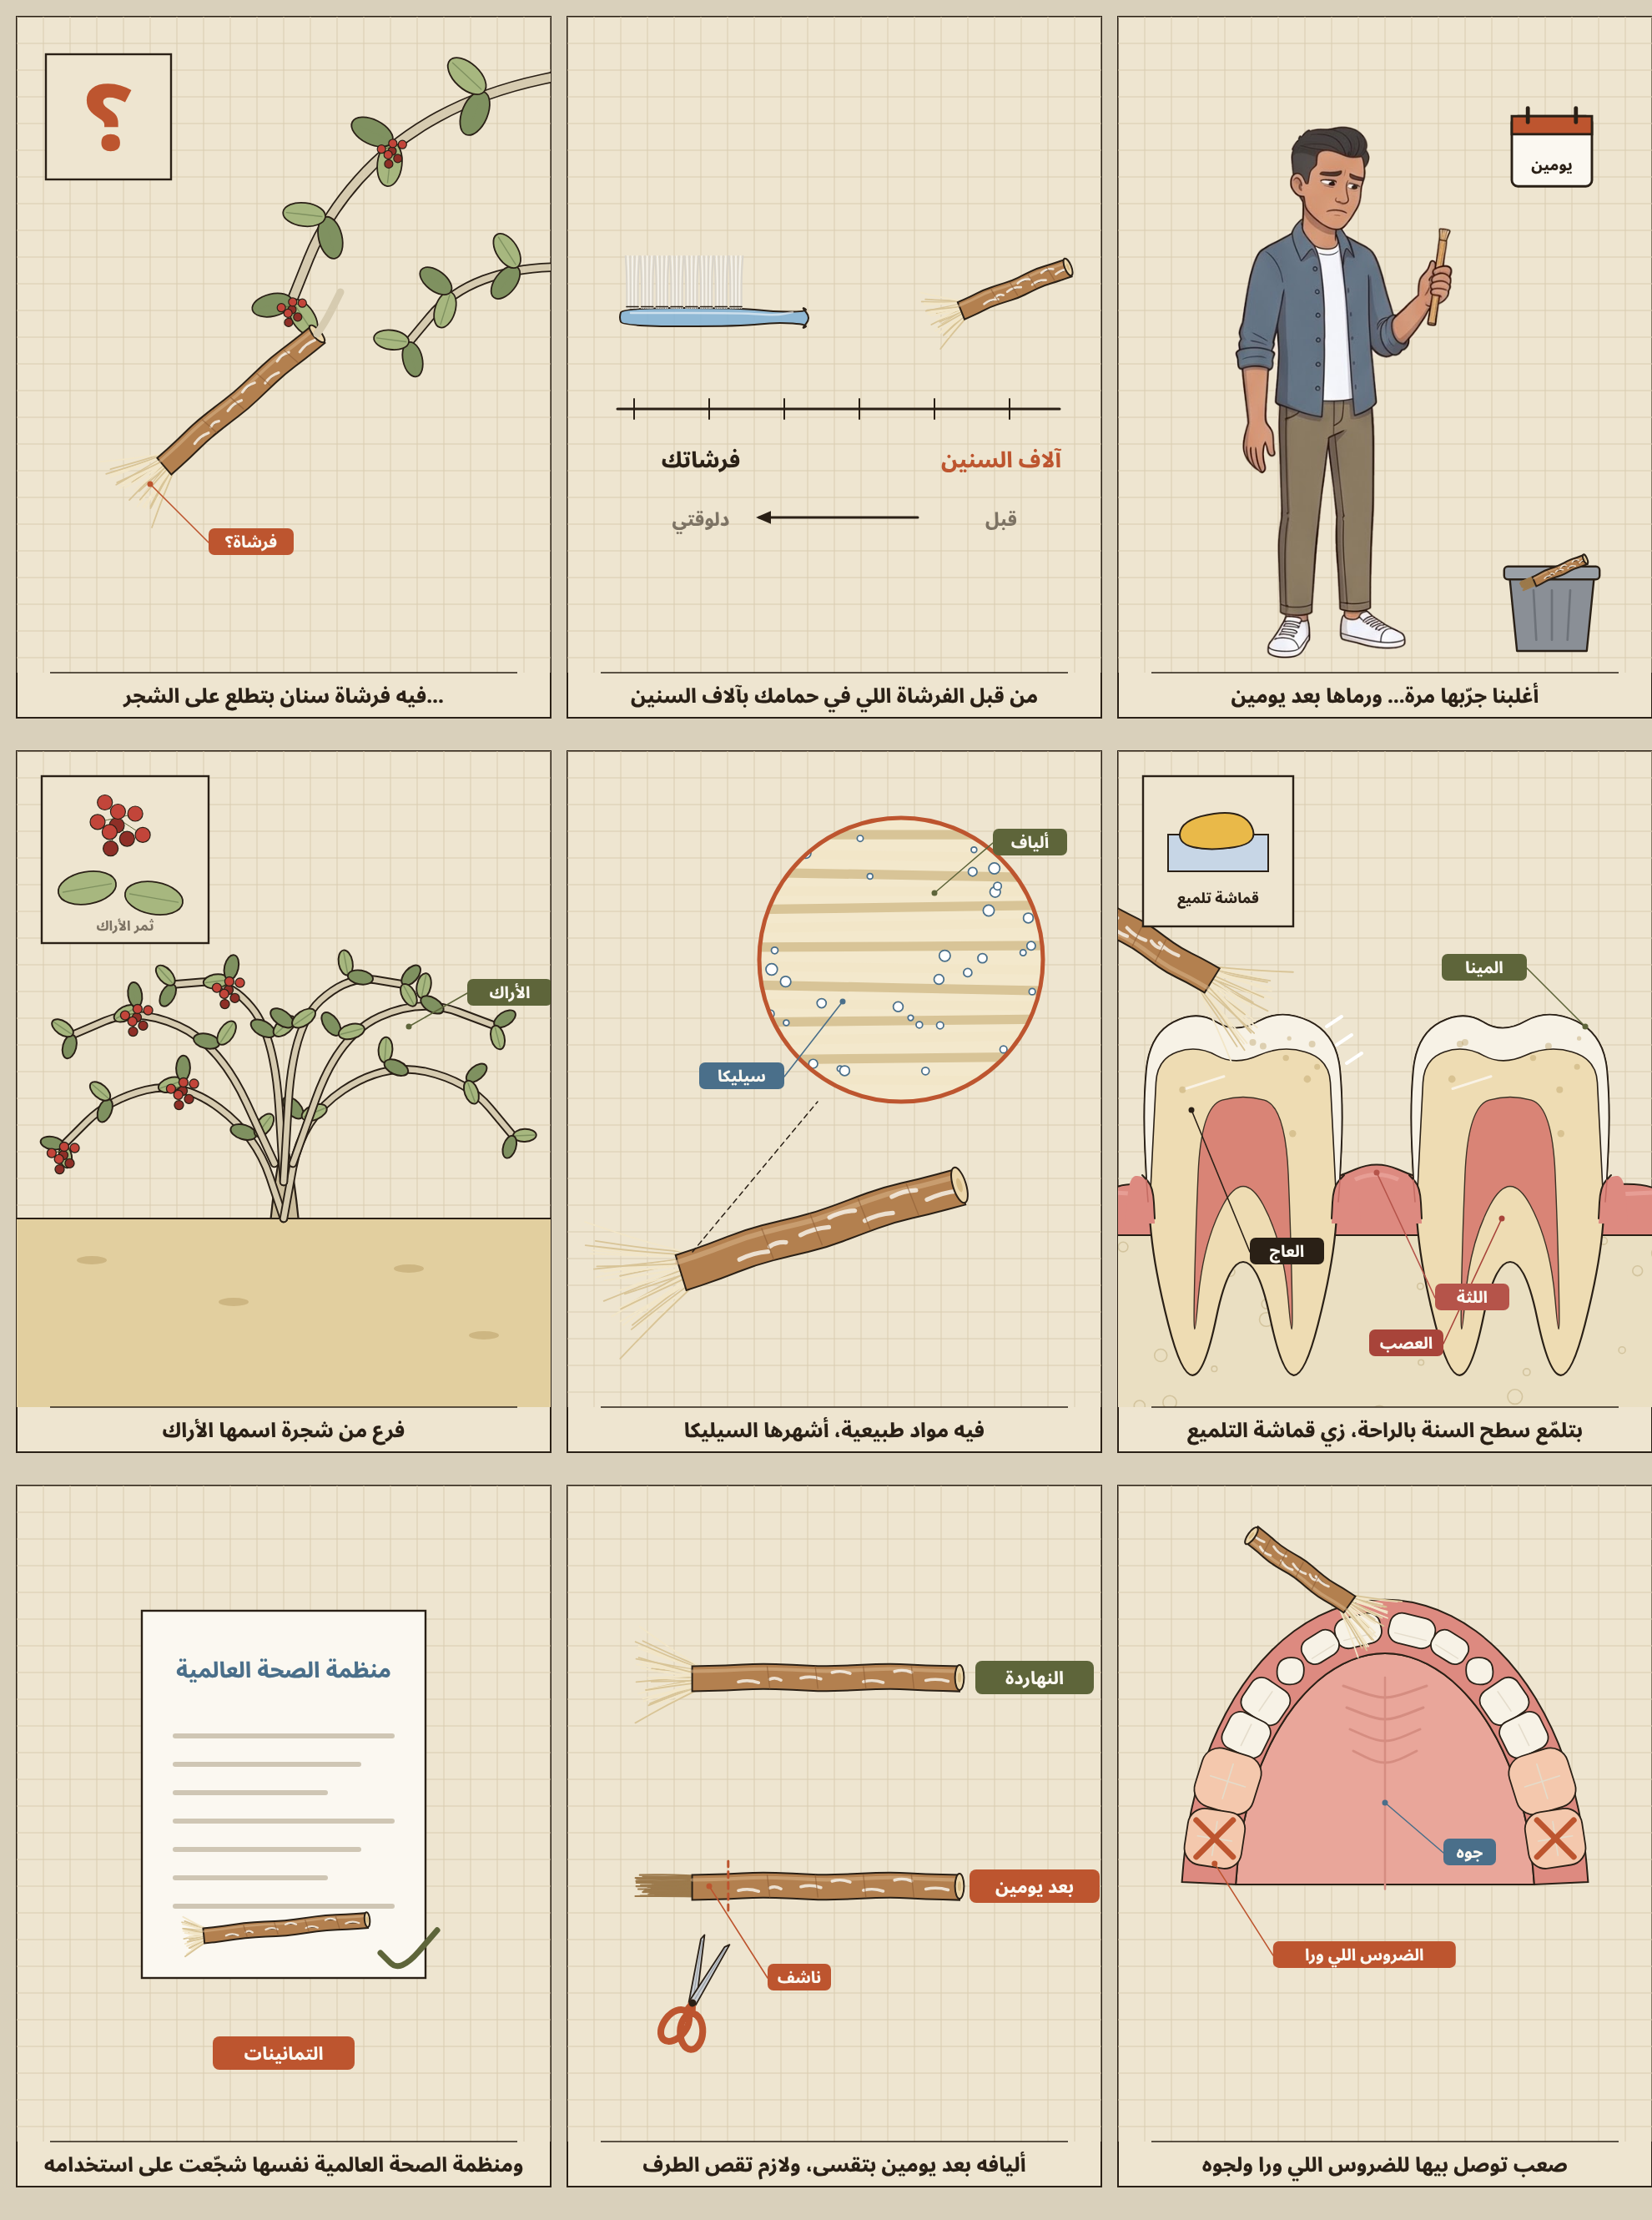 ؟
فرشاة؟
...فيه فرشاة سنان بتطلع على الشجر
آلاف السنين
فرشاتك
قبل
دلوقتي
من قبل الفرشاة اللي في حمامك بآلاف السنين
يومين
أغلبنا جرّبها مرة... ورماها بعد يومين
ثمر الأراك
الأراك
فرع من شجرة اسمها الأراك
ألياف
سيليكا
فيه مواد طبيعية، أشهرها السيليكا
قماشة تلميع
المينا
العاج
اللثة
العصب
بتلمّع سطح السنة بالراحة، زي قماشة التلميع
منظمة الصحة العالمية
التمانينات
ومنظمة الصحة العالمية نفسها شجّعت على استخدامه
النهاردة
بعد يومين
ناشف
أليافه بعد يومين بتقسى، ولازم تقص الطرف
جوه
الضروس اللي ورا
صعب توصل بيها للضروس اللي ورا ولجوه